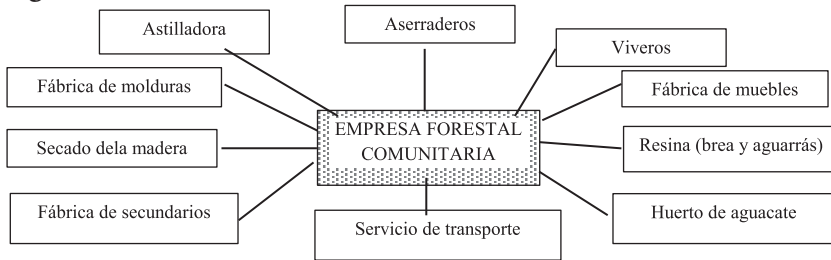 Astilladora
Aserraderos
Viveros
Fábrica de molduras
Fábrica de muebles
EMPRESA FORESTAL
COMUNITARIA
Secado dela madera
Resina (brea y aguarrás)
Fábrica de secundarios
Servicio de transporte
Huerto de aguacate